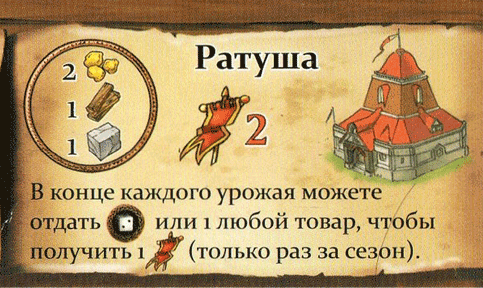 Ратуша
2
1
1
2
В конце каждого урожая можете
отдать или 1 любой товар, чтобы
получить 1 (только раз за сезон).